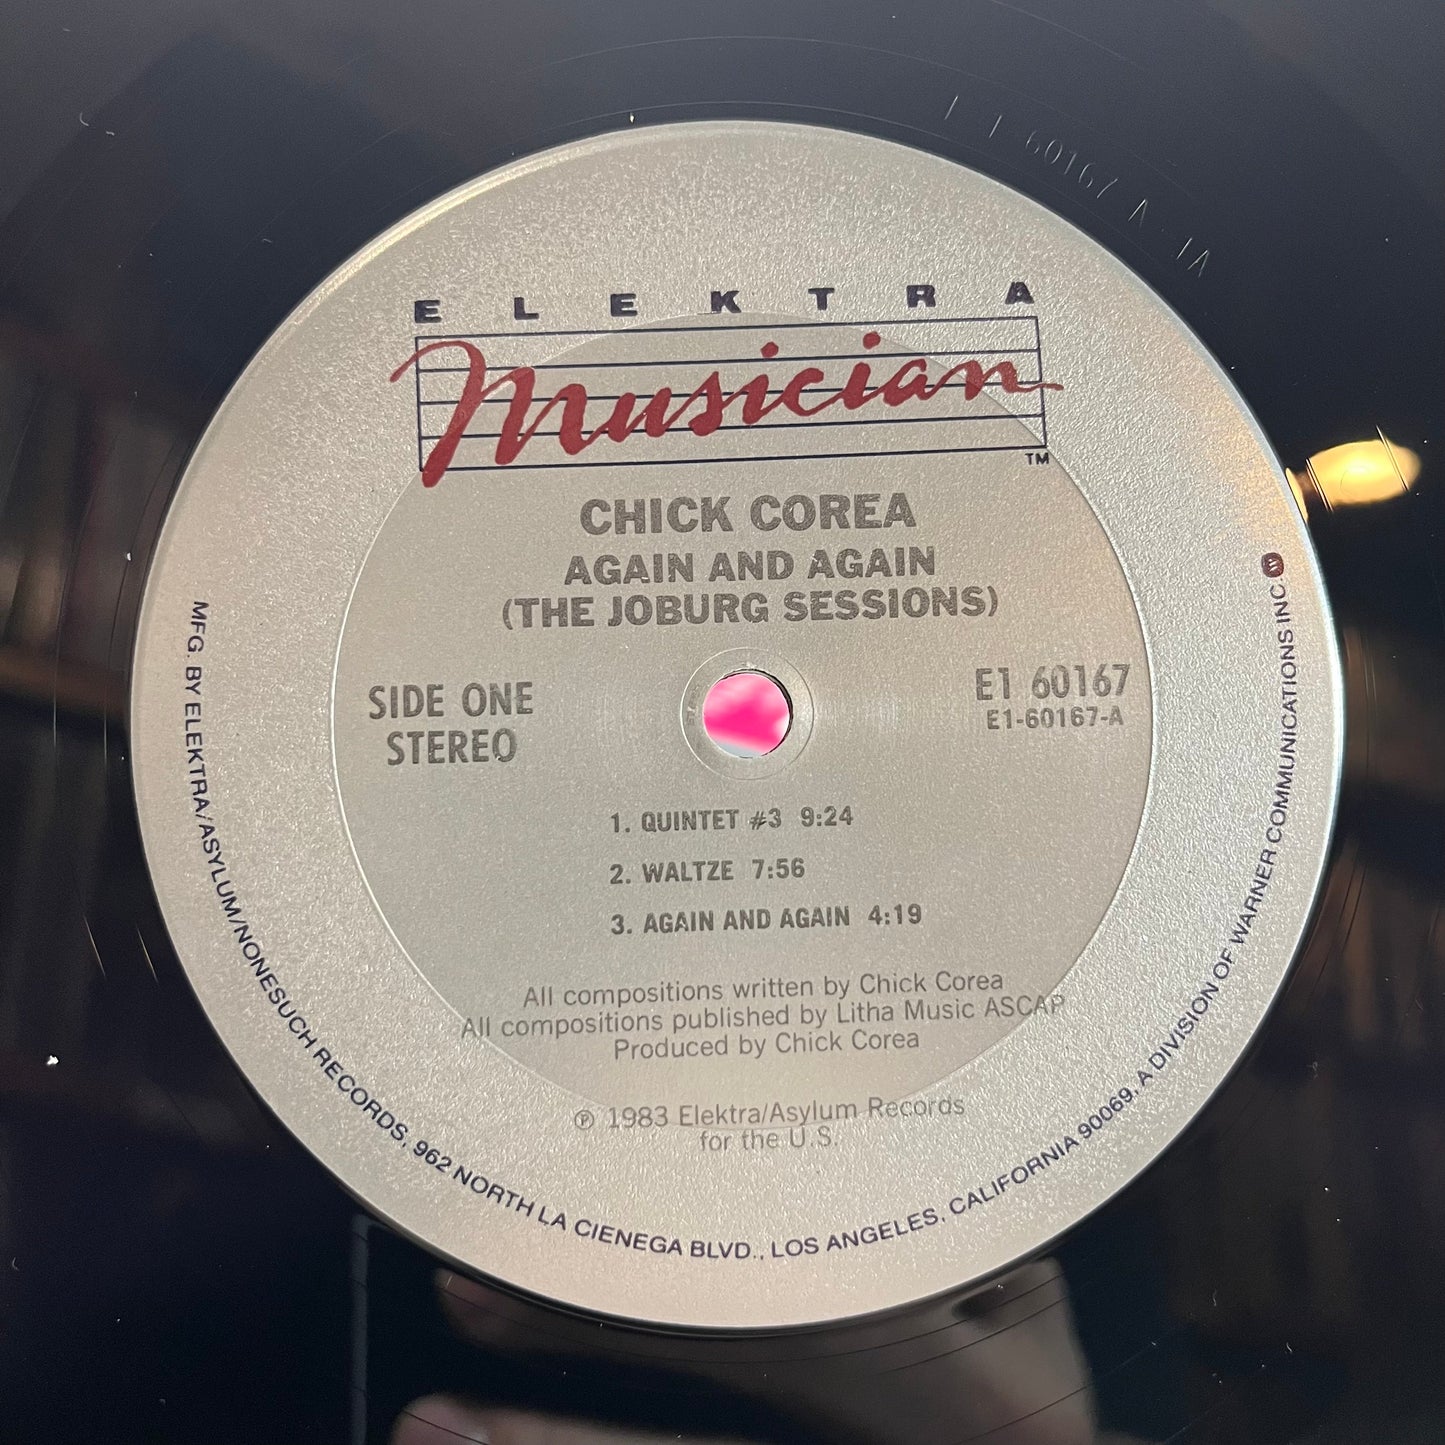 E1 60167 A 1A
ELEKTRA
Musician
TM
CHICK COREA
AGAIN AND AGAIN
(THE JOBURG SESSIONS)
SIDE ONE
STEREO
E1 60167
E1-60167-A
1. QUINTET #3 9:24
2. WALTZE 7:56
3. AGAIN AND AGAIN 4:19
All compositions written by Chick Corea
All compositions published by Litha Music ASCAP
Produced by Chick Corea
℗ 1983 Elektra/Asylum Records
for the U.S.
MFG. BY ELEKTRA/ASYLUM/NONESUCH RECORDS, 962 NORTH LA CIENEGA BLVD., LOS ANGELES, CALIFORNIA 90069, A DIVISION OF WARNER COMMUNICATIONS INC.